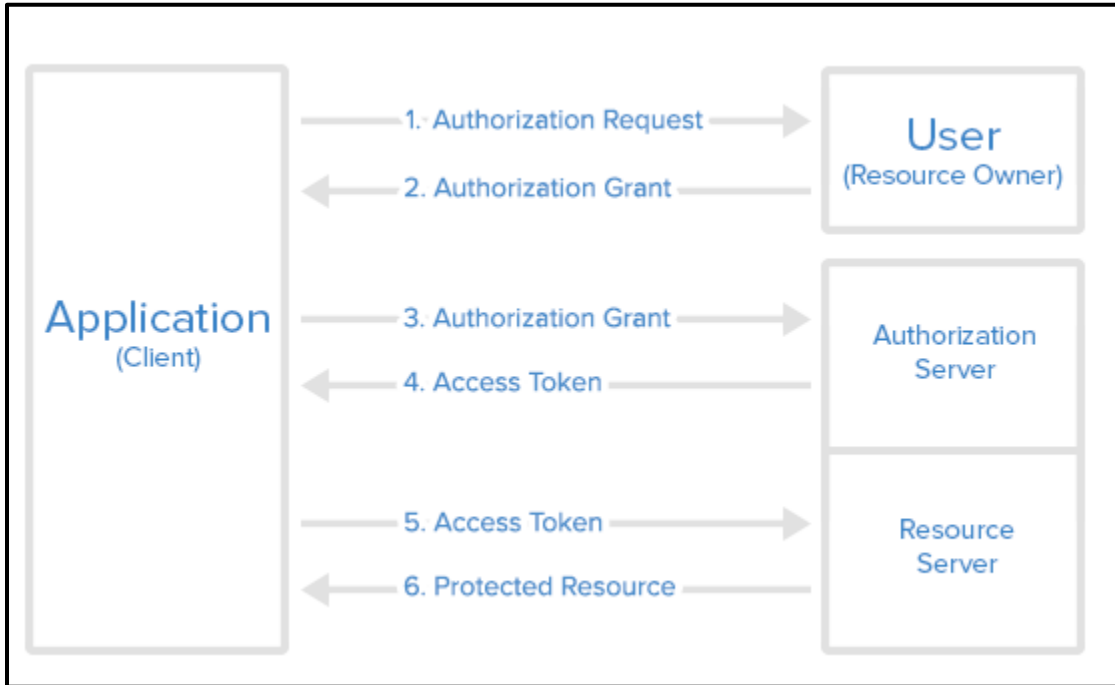 1. Authorization Request
User
(Resource Owner)
2. Authorization Grant
Application
(Client)
3. Authorization Grant
Authorization
Server
4. Access Token
5. Access Token
Resource
Server
6. Protected Resource